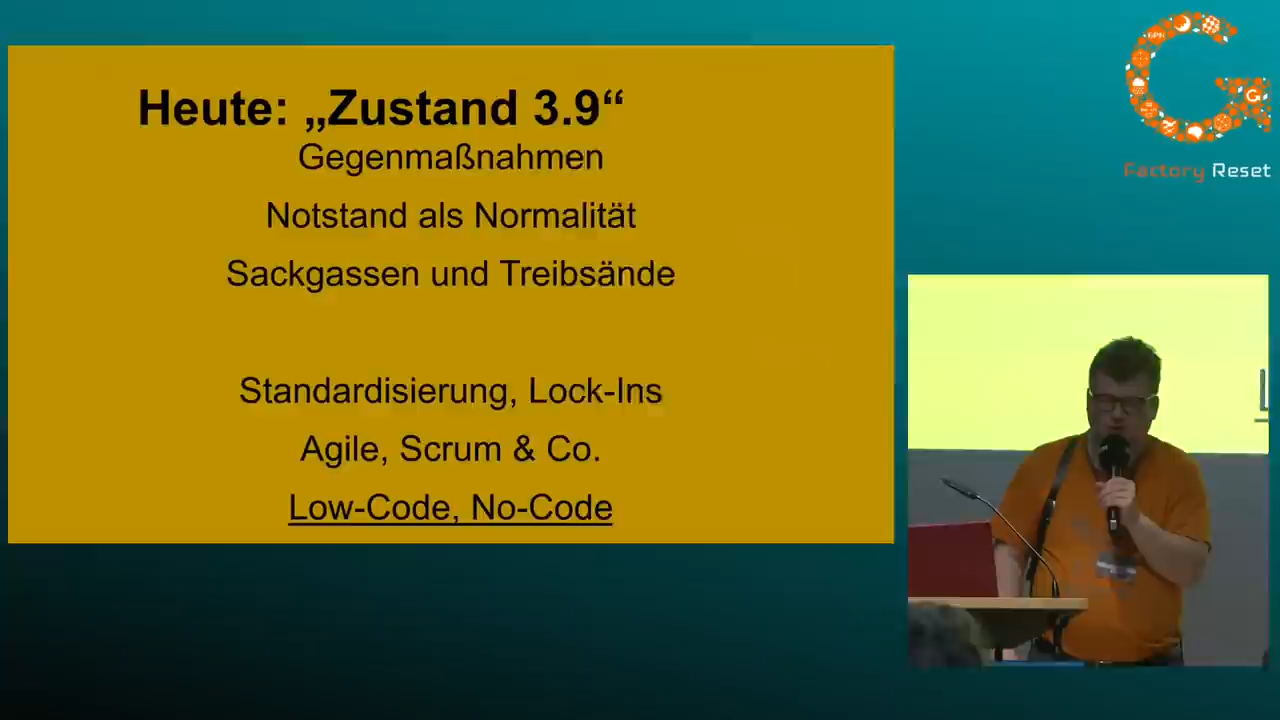 Heute: „Zustand 3.9“
Gegenmaßnahmen
Notstand als Normalität
Sackgassen und Treibsände
Standardisierung, Lock-Ins
Agile, Scrum & Co.
Low-Code, No-Code
Factory Reset